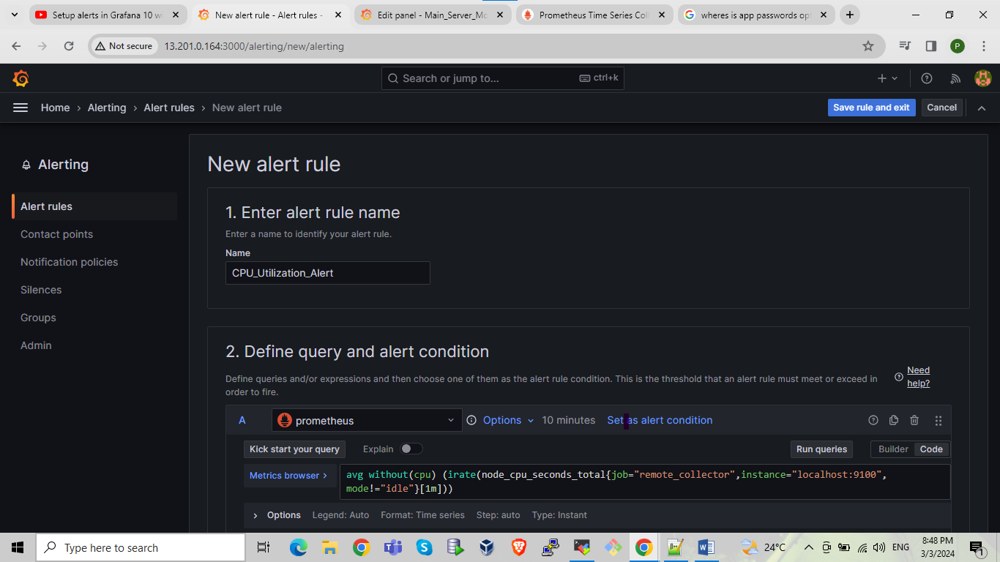 Setup alerts in Grafana 10 wi
New alert rule - Alert rules -
Edit panel - Main_Server_Mo
Prometheus Time Series Coll
wheres is app passwords opt
Not secure
13.201.0.164:3000/alerting/new/alerting
P
Search or jump to...
ctrl+k
Home › Alerting › Alert rules › New alert rule
Save rule and exit
Cancel
Alerting
Alert rules
Contact points
Notification policies
Silences
Groups
Admin
New alert rule
1. Enter alert rule name
Enter a name to identify your alert rule.
Name
CPU_Utilization_Alert
2. Define query and alert condition
Define queries and/or expressions and then choose one of them as the alert rule condition. This is the threshold that an alert rule must meet or exceed in
order to fire.
Need
help?
A
prometheus
Options
10 minutes
Set as alert condition
Kick start your query
Explain
Run queries
Builder
Code
Metrics browser ›
avg without(cpu) (irate(node_cpu_seconds_total{job="remote_collector",instance="localhost:9100",
mode!="idle"}[1m]))
› Options Legend: Auto Format: Time series Step: auto Type: Instant
Type here to search
24°C
ENG
8:48 PM
3/3/2024
1